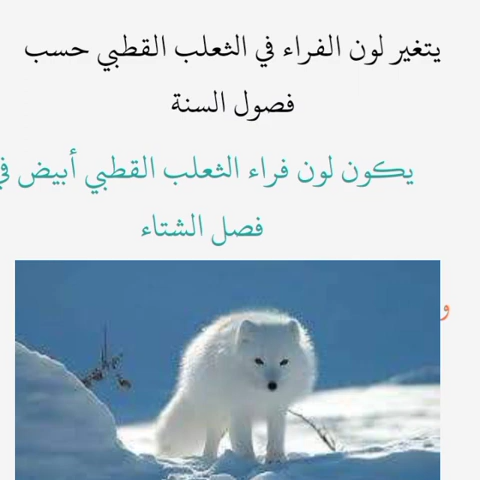 يتغير لون الفراء في الثعلب القطبي حسب
فصول السنة
يكون لون فراء الثعلب القطبي أبيض في
فصل الشتاء
و